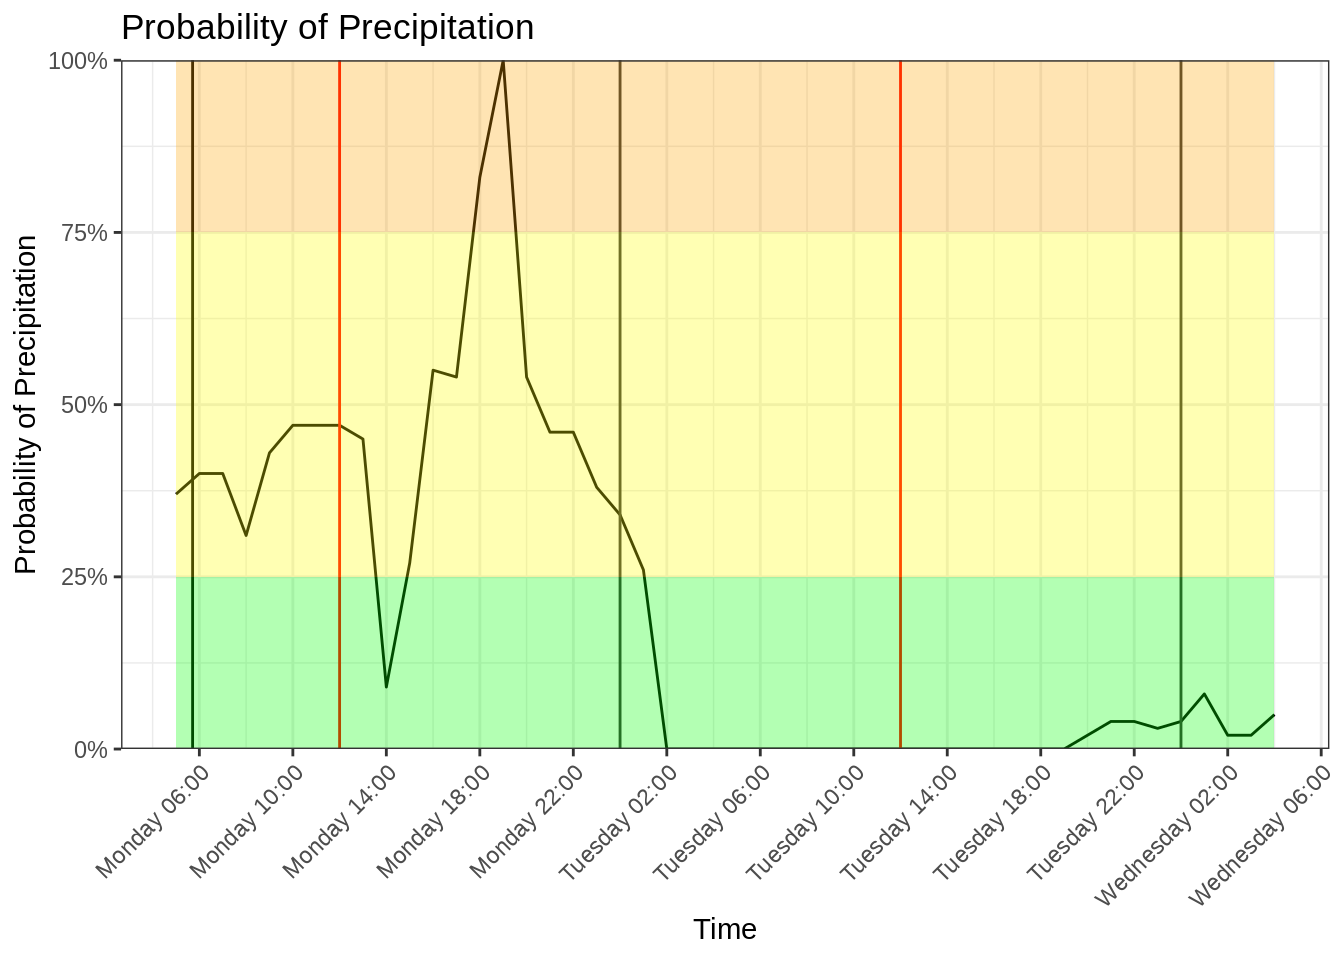 Probability of Precipitation
Probability of Precipitation
100%
75%
50%
25%
0%
Monday 06:00
Monday 10:00
Monday 14:00
Monday 18:00
Monday 22:00
Tuesday 02:00
Tuesday 06:00
Tuesday 10:00
Tuesday 14:00
Tuesday 18:00
Tuesday 22:00
Wednesday 02:00
Wednesday 06:00
Time